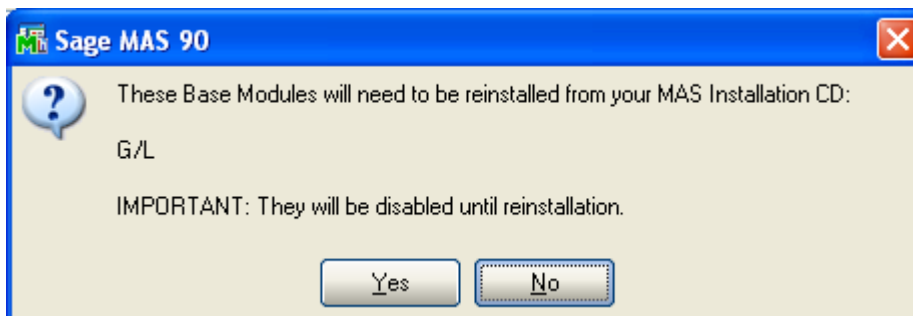 Sage MAS 90
These Base Modules will need to be reinstalled from your MAS Installation CD:
G/L
IMPORTANT: They will be disabled until reinstallation.
Yes No